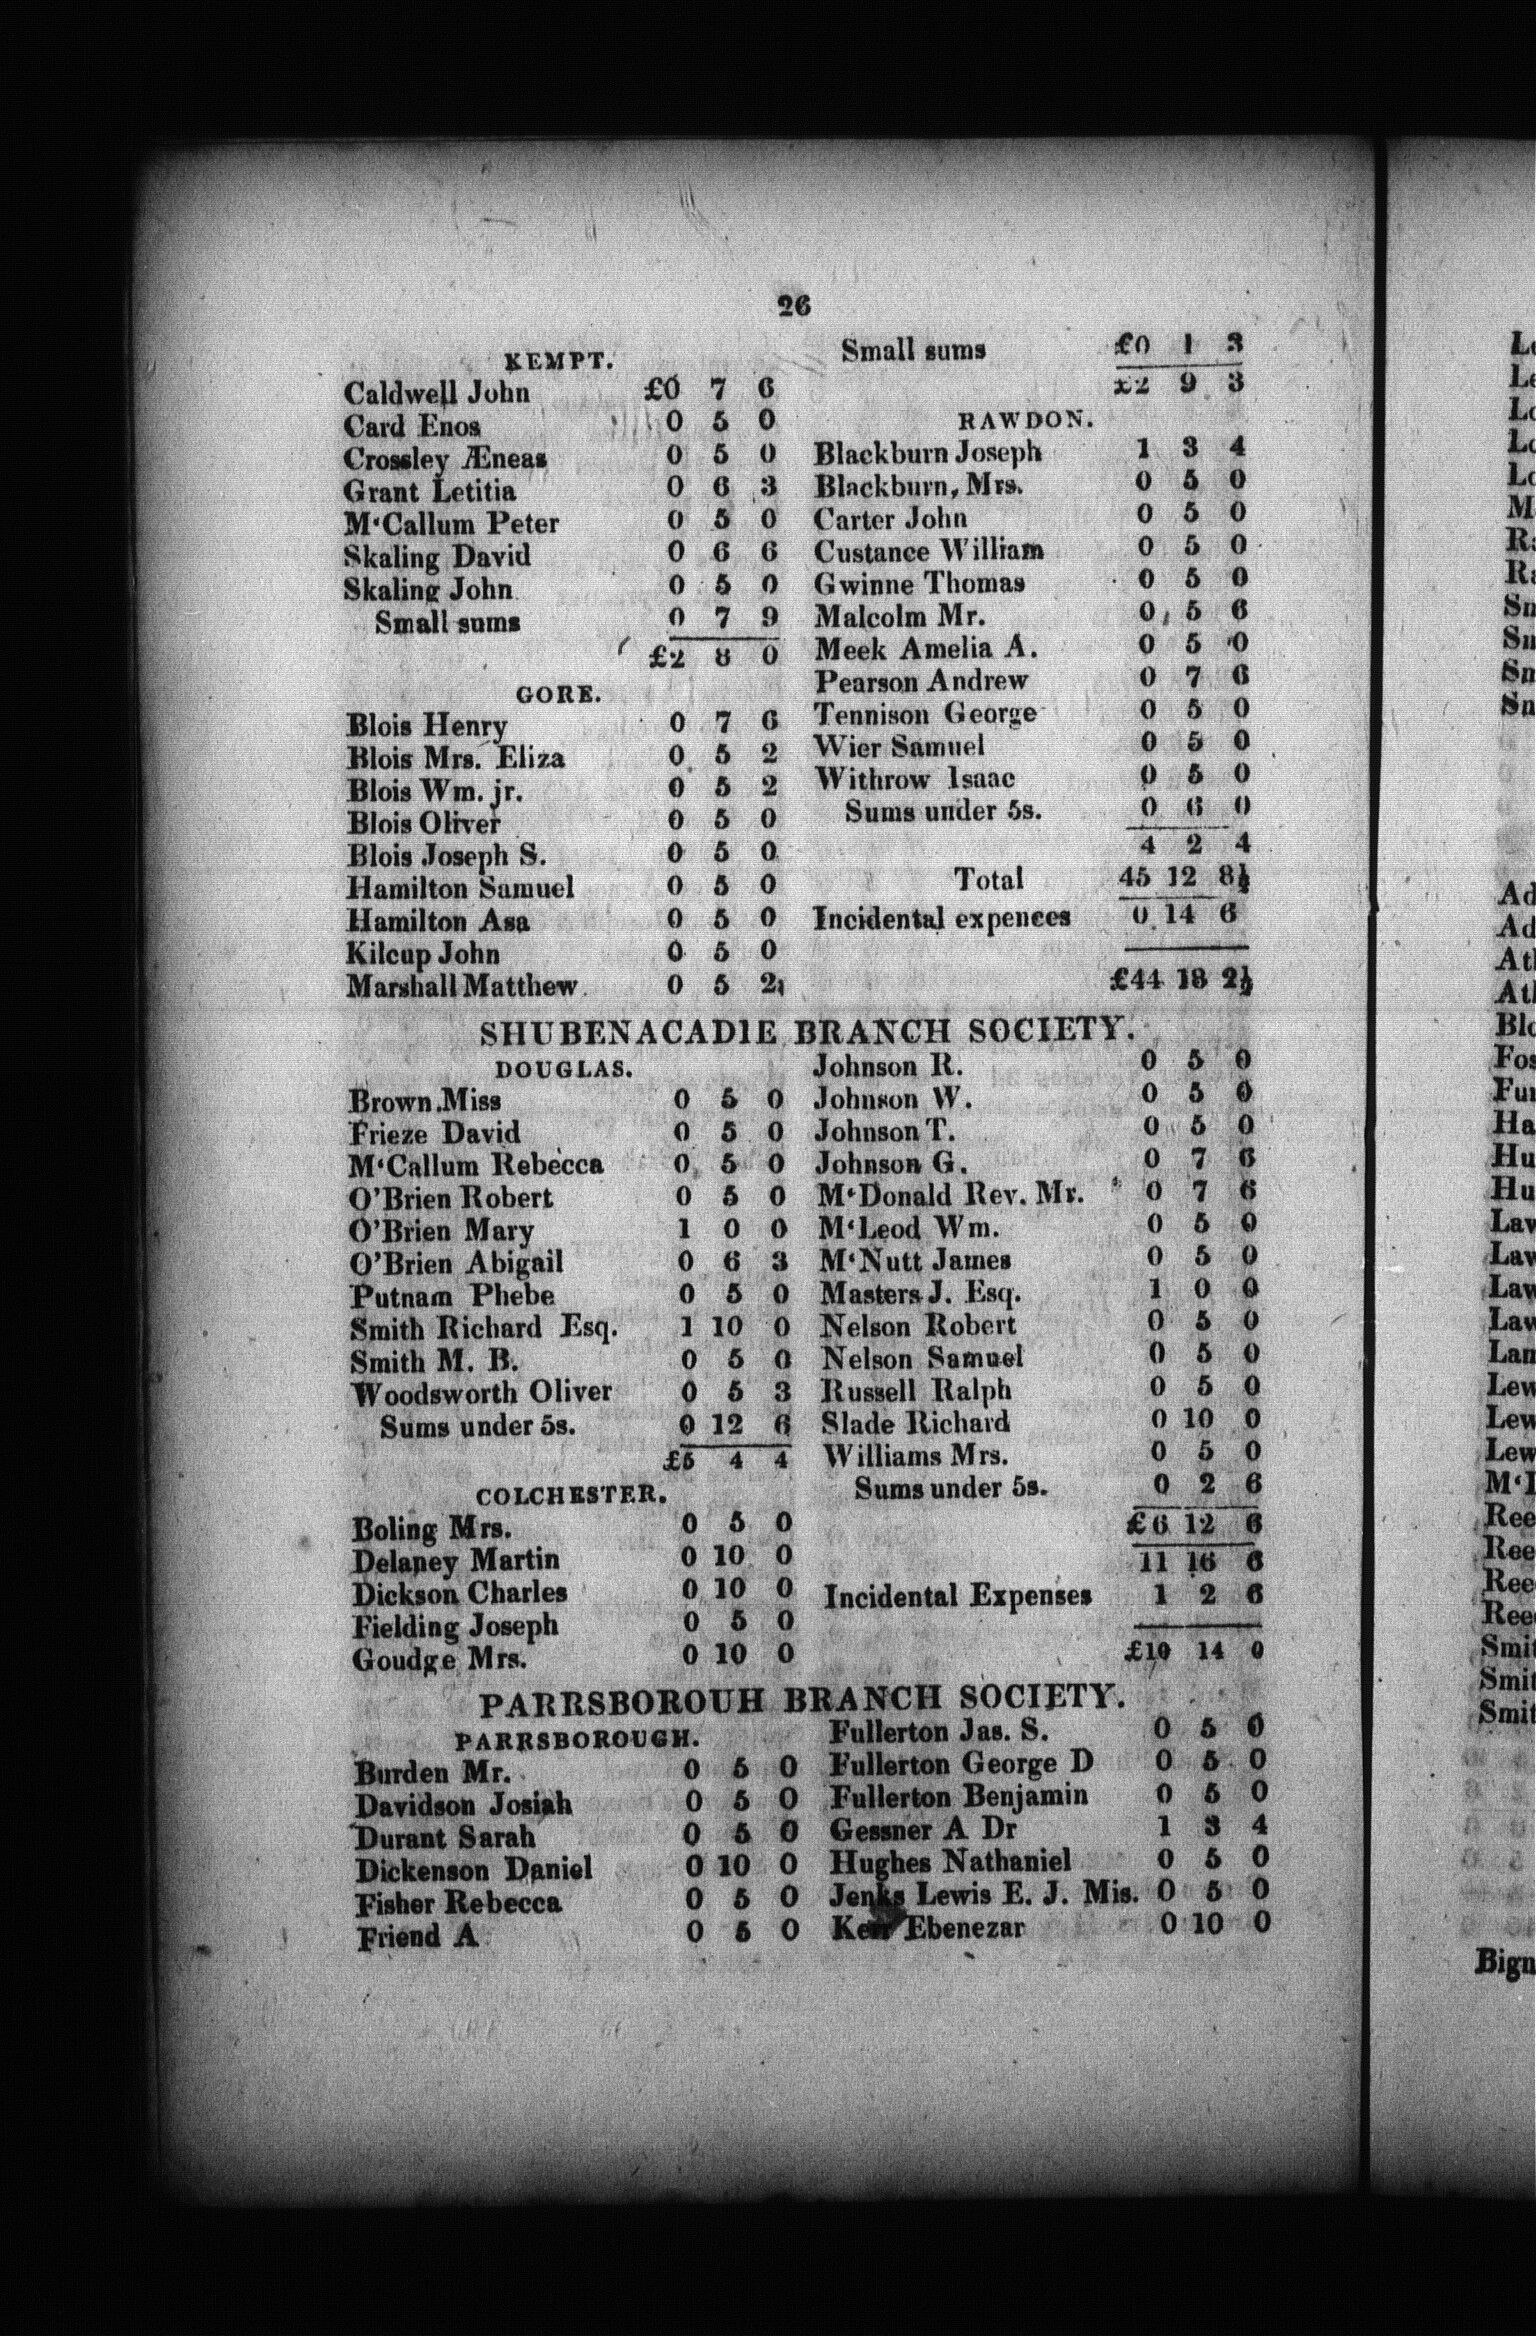 26
KEMPT.
Caldwell John £0 7 6
Card Enos 0 5 0
Crossley Æneas 0 5 0
Grant Letitia 0 6 3
M‘Callum Peter 0 5 0
Skaling David 0 6 6
Skaling John 0 5 0
Small sums 0 7 9
£2 8 0
GORE.
Blois Henry 0 7 6
Blois Mrs. Eliza 0 5 2
Blois Wm. jr. 0 5 2
Blois Oliver 0 5 0
Blois Joseph S. 0 5 0
Hamilton Samuel 0 5 0
Hamilton Asa 0 5 0
Kilcup John 0 5 0
Marshall Matthew 0 5 2
Small sums £0 1 3
£2 9 3
RAWDON.
Blackburn Joseph 1 3 4
Blackburn, Mrs. 0 5 0
Carter John 0 5 0
Custance William 0 5 0
Gwinne Thomas 0 5 0
Malcolm Mr. 0 5 6
Meek Amelia A. 0 5 0
Pearson Andrew 0 7 6
Tennison George 0 5 0
Wier Samuel 0 5 0
Withrow Isaac 0 5 0
Sums under 5s. 0 6 0
4 2 4
Total 45 12 8½
Incidental expences 0 14 6
£44 18 2½
SHUBENACADIE BRANCH SOCIETY.
DOUGLAS.
Brown Miss 0 5 0
Frieze David 0 5 0
M‘Callum Rebecca 0 5 0
O’Brien Robert 0 5 0
O’Brien Mary 1 0 0
O’Brien Abigail 0 6 3
Putnam Phebe 0 5 0
Smith Richard Esq. 1 10 0
Smith M. B. 0 5 0
Woodsworth Oliver 0 5 3
Sums under 5s. 0 12 6
£5 4 4
COLCHESTER.
Boling Mrs. 0 5 0
Delaney Martin 0 10 0
Dickson Charles 0 10 0
Fielding Joseph 0 5 0
Goudge Mrs. 0 10 0
Johnson R. 0 5 0
Johnson W. 0 5 0
Johnson T. 0 5 0
Johnson G. 0 7 6
M‘Donald Rev. Mr. 0 7 6
M‘Leod Wm. 0 5 0
M‘Nutt James 0 5 0
Masters J. Esq. 1 0 0
Nelson Robert 0 5 0
Nelson Samuel 0 5 0
Russell Ralph 0 5 0
Slade Richard 0 10 0
Williams Mrs. 0 5 0
Sums under 5s. 0 2 6
£6 12 6
11 16 6
Incidental Expenses 1 2 6
£10 14 0
PARRSBOROUH BRANCH SOCIETY.
PARRSBOROUGH.
Burden Mr. 0 5 0
Davidson Josiah 0 5 0
Durant Sarah 0 5 0
Dickenson Daniel 0 10 0
Fisher Rebecca 0 5 0
Friend A 0 5 0
Fullerton Jas. S. 0 5 0
Fullerton George D 0 5 0
Fullerton Benjamin 0 5 0
Gessner A Dr 1 3 4
Hughes Nathaniel 0 5 0
Jenks Lewis E. J. Mis. 0 5 0
Kerr Ebenezar 0 10 0